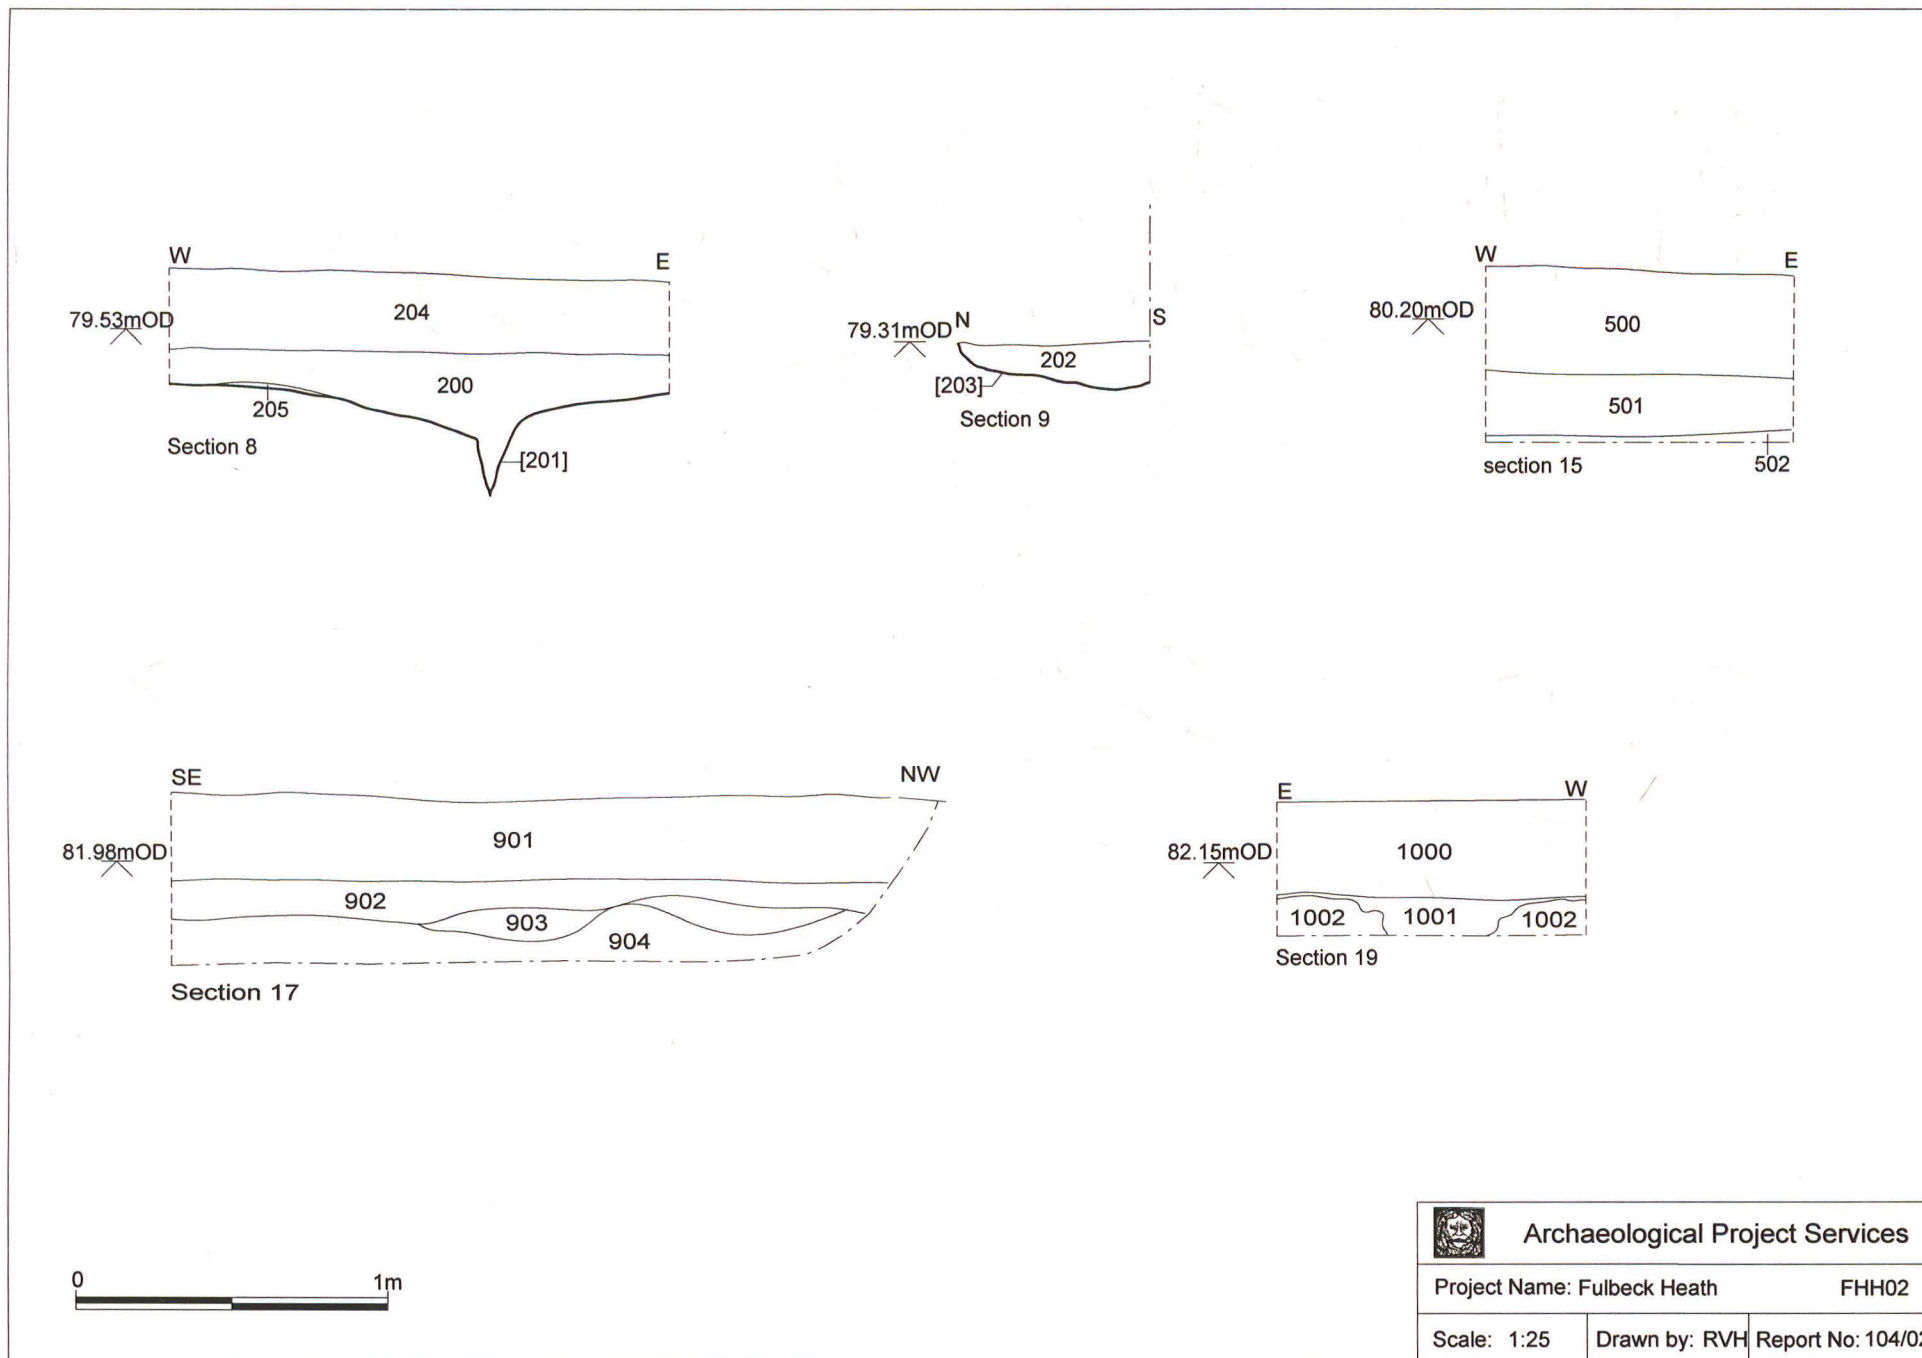 W E
79.53mOD
204
200
205
Section 8
[201]
79.31mOD N S
202
[203]
Section 9
W E
80.20mOD
500
501
section 15
502
SE NW
81.98mOD
901
902
903
904
Section 17
E W
82.15mOD
1000
1002 1001 1002
Section 19
0 1m
Archaeological Project Services
Project Name: Fulbeck Heath FHH02
Scale: 1:25 Drawn by: RVH Report No: 104/02